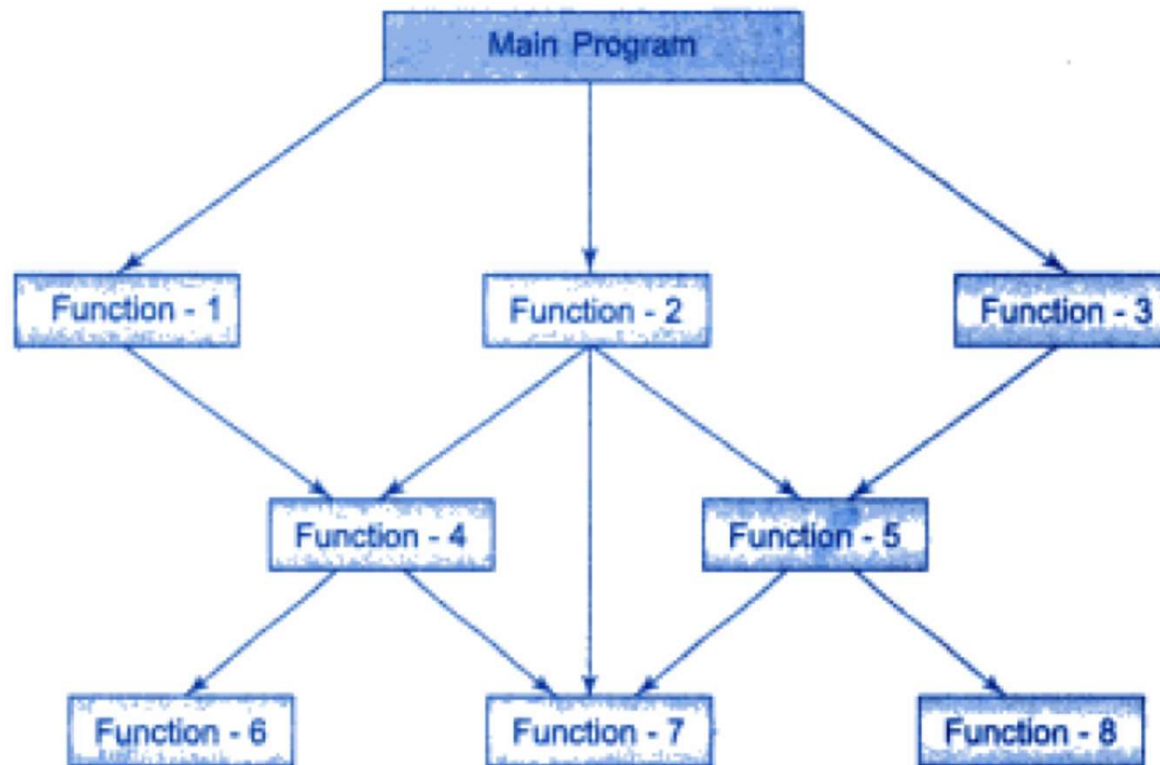 Main Program
Function - 1
Function - 2
Function - 3
Function - 4
Function - 5
Function - 6
Function - 7
Function - 8